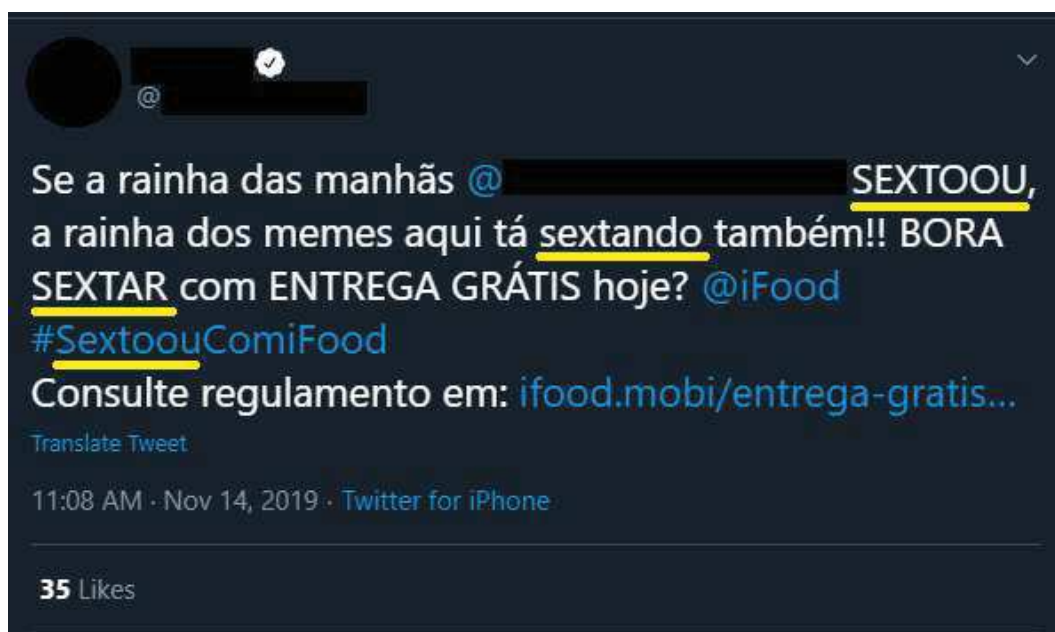 @
Se a rainha das manhãs @ SEXTOOU,
a rainha dos memes aqui tá sextando também!! BORA
SEXTAR com ENTREGA GRÁTIS hoje? @iFood
#SextoouComiFood
Consulte regulamento em: ifood.mobi/entrega-gratis...
Translate Tweet
11:08 AM · Nov 14, 2019 · Twitter for iPhone
35 Likes